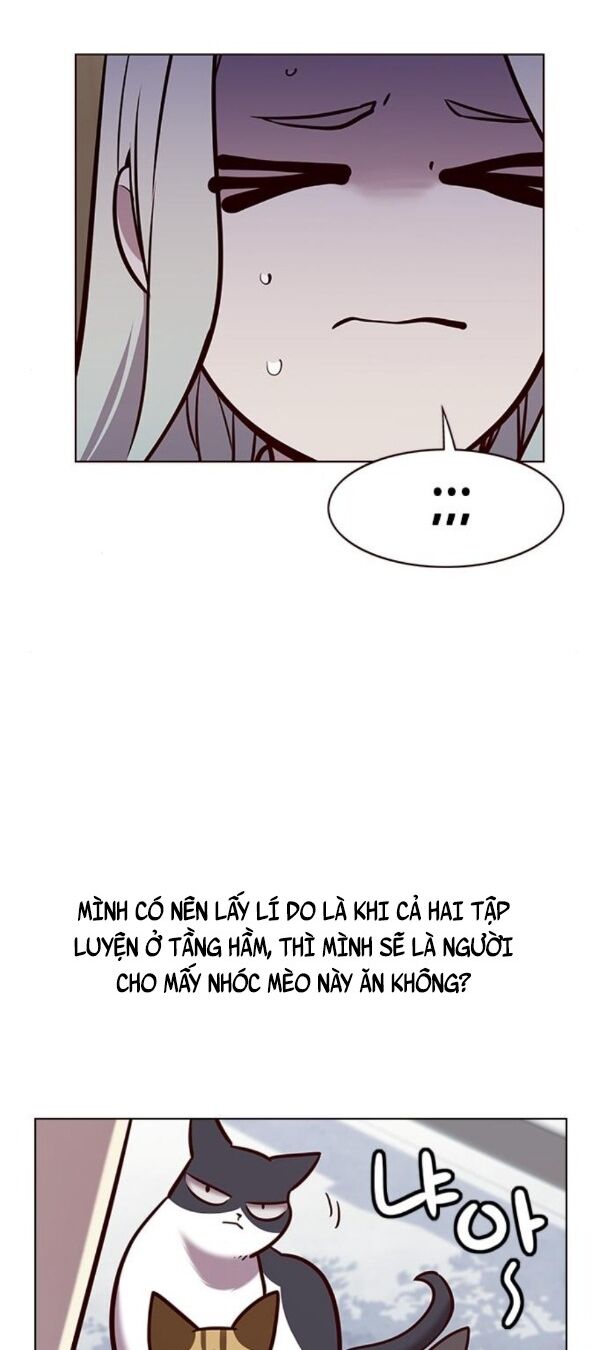 ;;;
MÌNH CÓ NÊN LẤY LÍ DO LÀ KHI CẢ HAI TẬP
LUYỆN Ở TẦNG HẦM, THÌ MÌNH SẼ LÀ NGƯỜI
CHO MẤY NHÓC MÈO NÀY ĂN KHÔNG?
냐아~